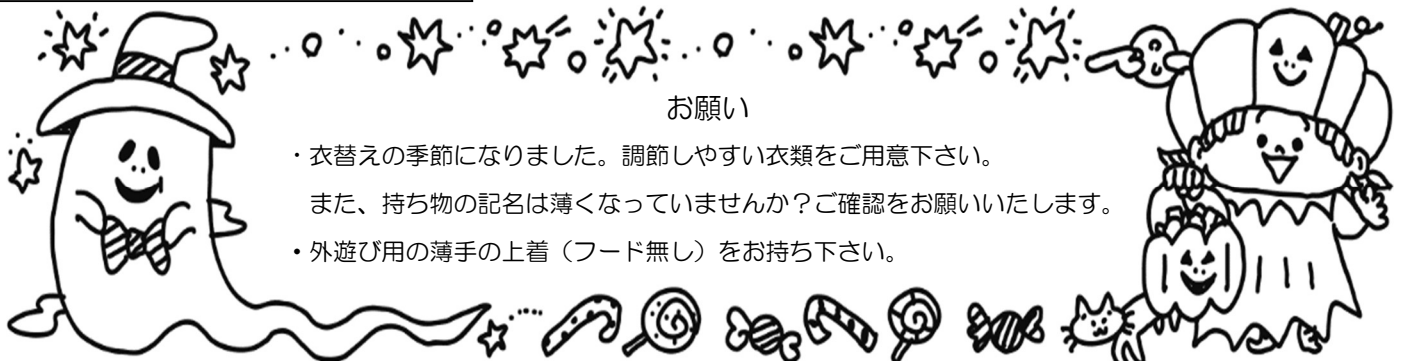 お願い
・衣替えの季節になりました。調節しやすい衣類をご用意下さい。
また、持ち物の記名は薄くなっていませんか？ご確認をお願いいたします。
・外遊び用の薄手の上着（フード無し）をお持ち下さい。